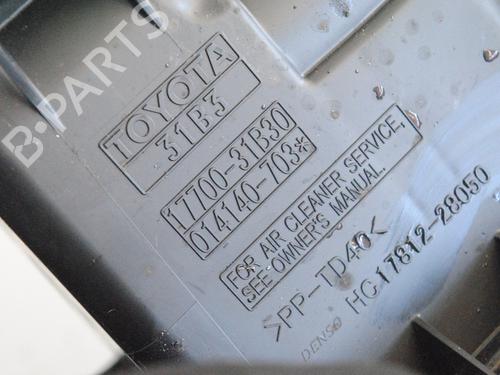 B-PARTS
TOYOTA
31B3
17700-31B30
014140-703*
FOR AIR CLEANER SERVICE,
SEE OWNER'S MANUAL.
>PP-TD40<
HC17812-28050
DENSO